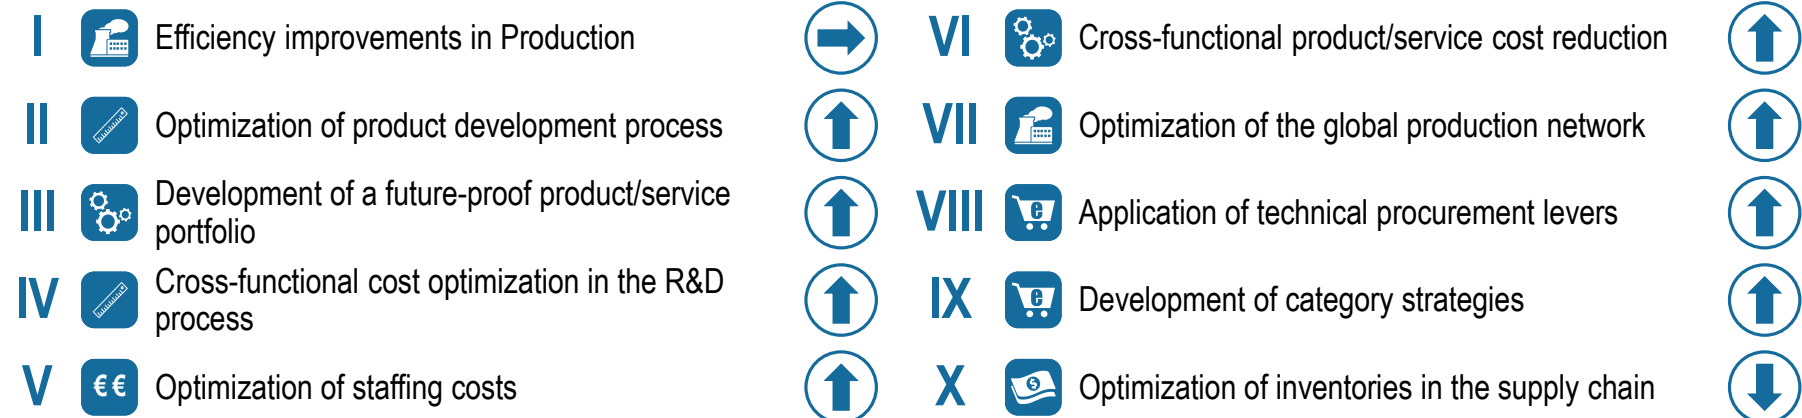 I Efficiency improvements in Production
II Optimization of product development process
III Development of a future-proof product/service
portfolio
IV Cross-functional cost optimization in the R&D
process
V €€ Optimization of staffing costs
VI Cross-functional product/service cost reduction
VII Optimization of the global production network
VIII e Application of technical procurement levers
IX e Development of category strategies
X $ Optimization of inventories in the supply chain